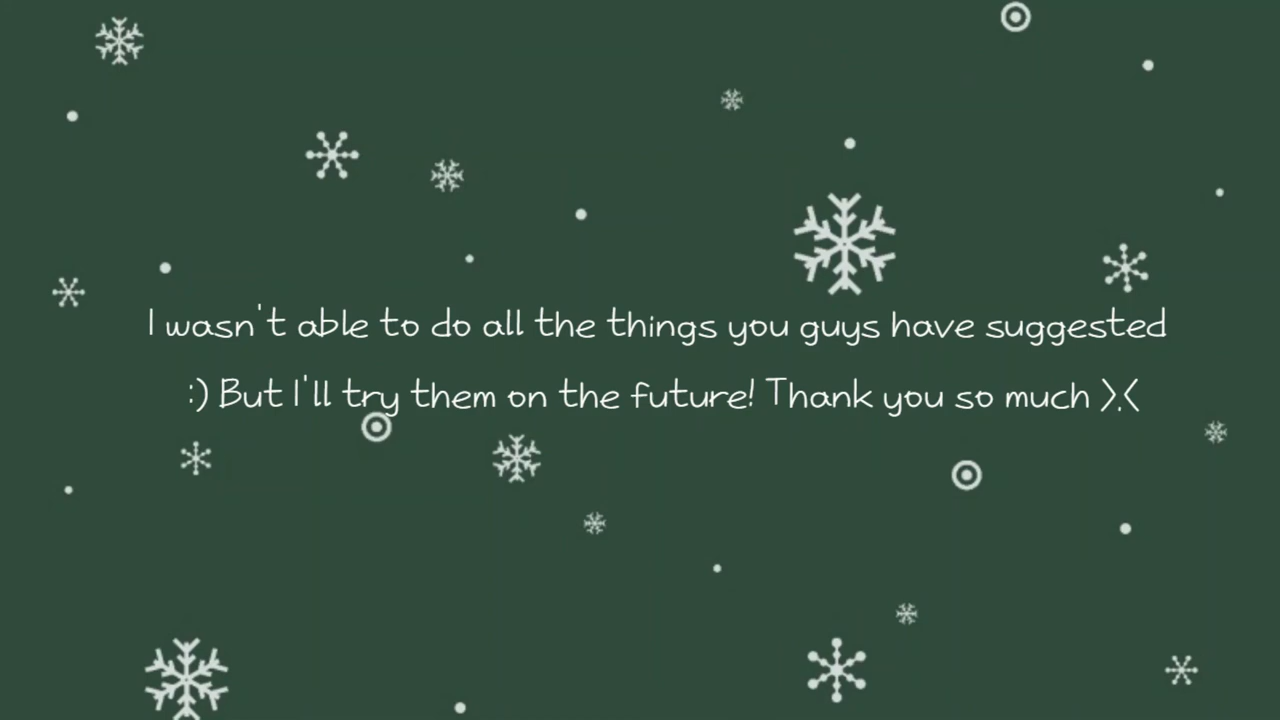 I wasn't able to do all the things you guys have suggested
:) But I'll try them on the future! Thank you so much >.<